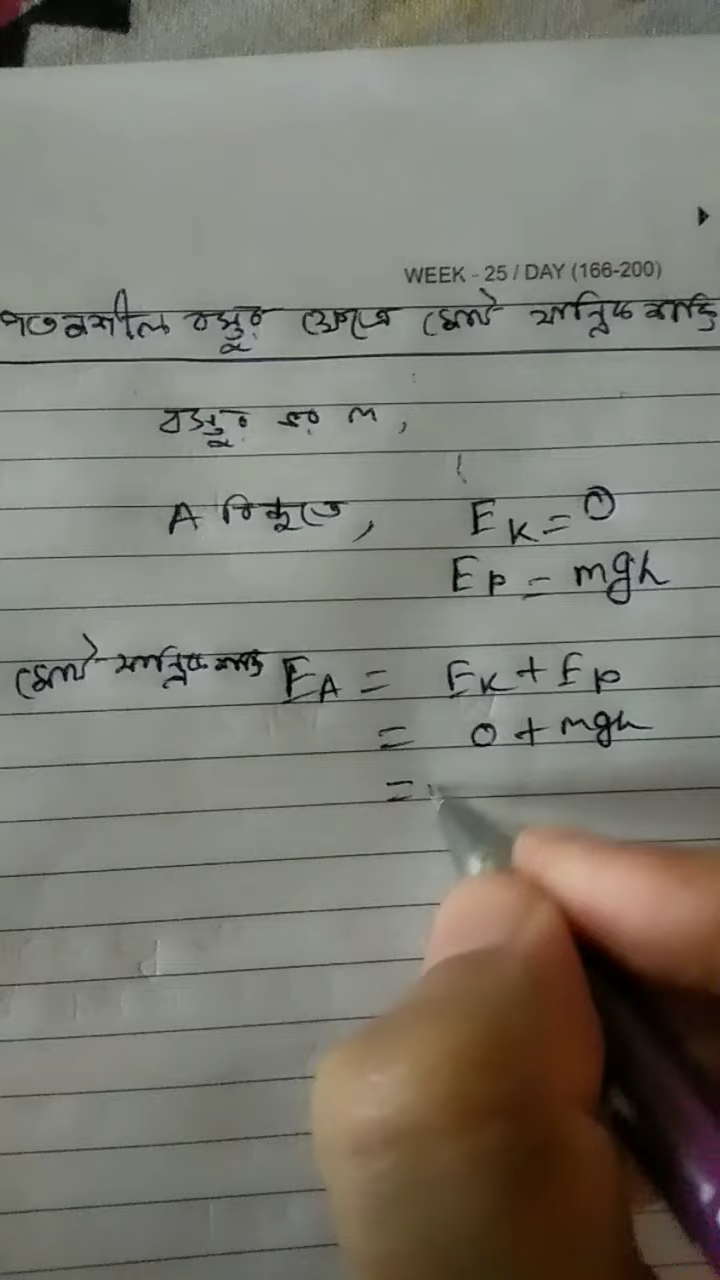 WEEK - 25 / DAY (166-200)
পতনশীল বস্তুর ক্ষেত্রে মোট যান্ত্রিক শক্তি
বস্তুর ভর m,
A বিন্দুতে, EK = 0
EP = mgh
মোট যান্ত্রিক শক্তি EA = EK + EP
= 0 + mgh
=